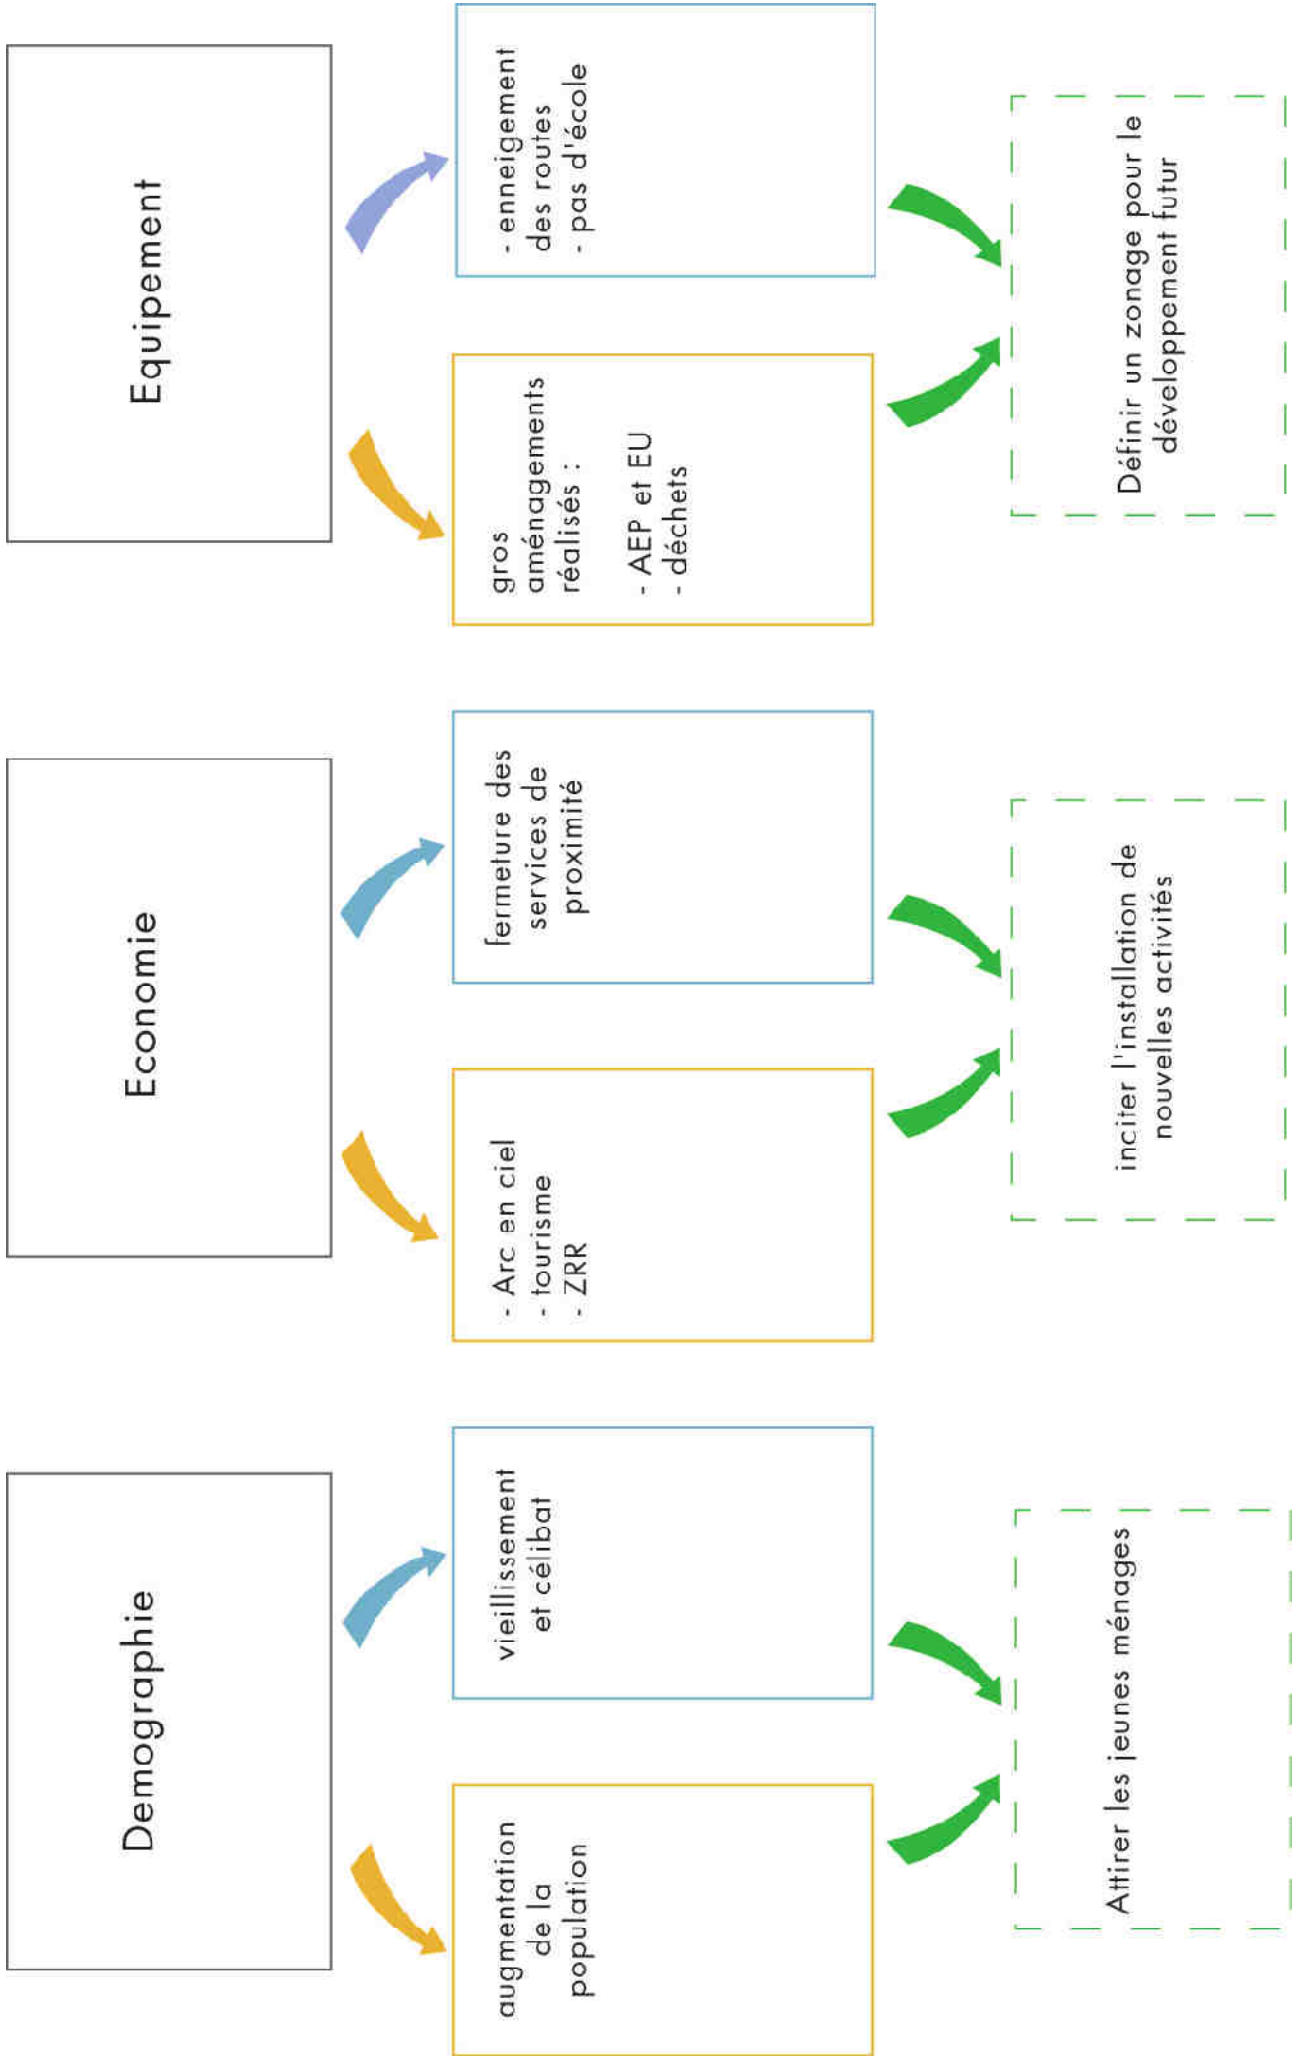 Demographie
augmentation
de la
population
vieillissement
et célibat
Attirer les jeunes ménages
Economie
- Arc en ciel
- tourisme
- ZRR
fermeture des
services de
proximité
inciter l'installation de
nouvelles activités
Equipement
gros
aménagements
réalisés :
- AEP et EU
- déchets
- enneigement
des routes
- pas d'école
Définir un zonage pour le
développement futur